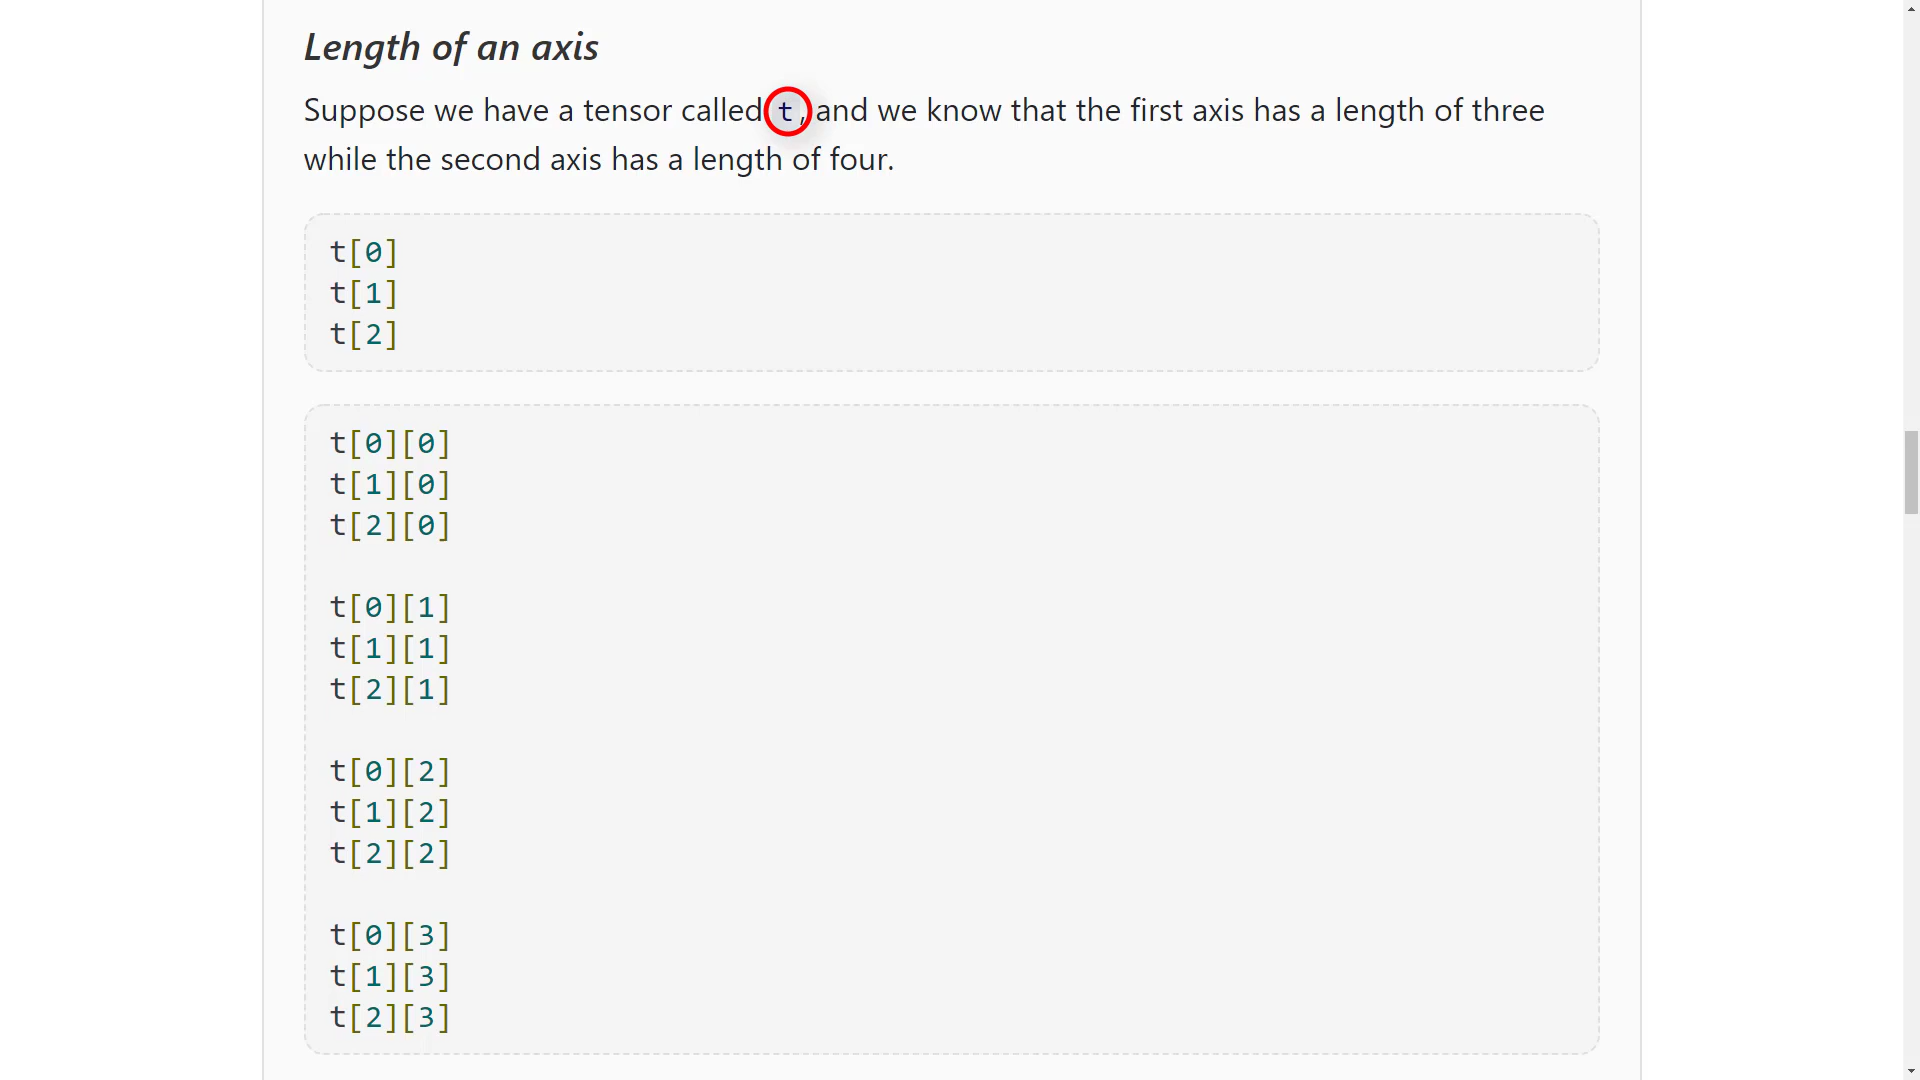 Length of an axis
Suppose we have a tensor called t, and we know that the first axis has a length of three
while the second axis has a length of four.
t[0]
t[1]
t[2]
t[0][0]
t[1][0]
t[2][0]
t[0][1]
t[1][1]
t[2][1]
t[0][2]
t[1][2]
t[2][2]
t[0][3]
t[1][3]
t[2][3]